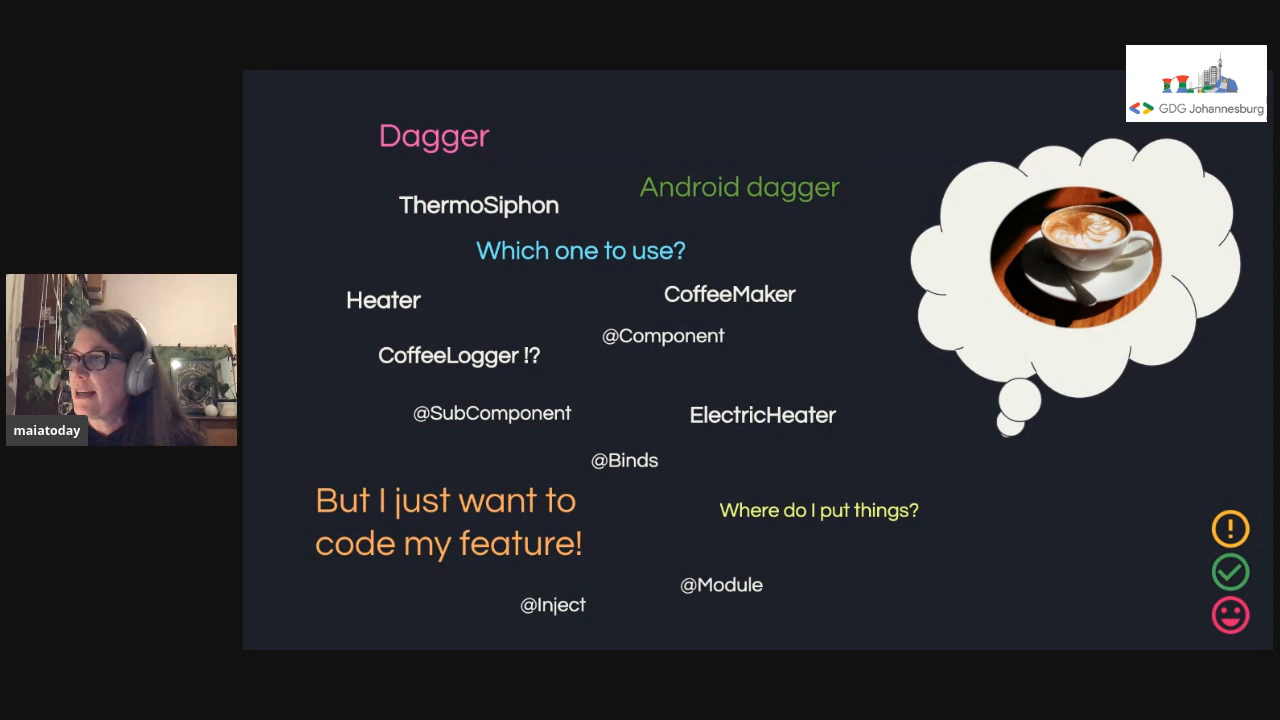 GDG Johannesburg
Dagger
Android dagger
ThermoSiphon
Which one to use?
Heater
CoffeeMaker
@Component
CoffeeLogger !?
@SubComponent
ElectricHeater
maiatoday
@Binds
But I just want to
code my feature!
Where do I put things?
@Module
@Inject